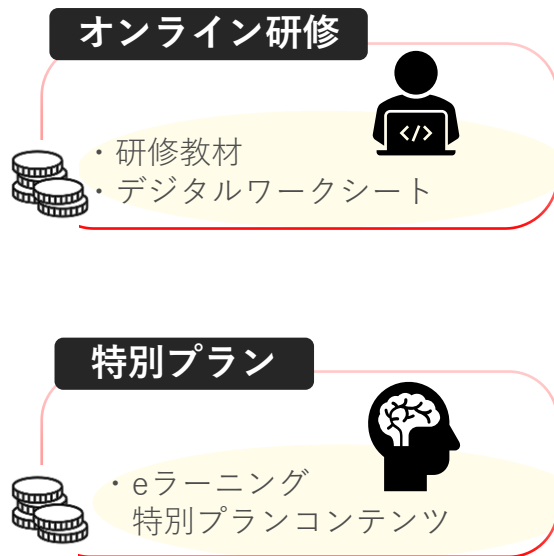 オンライン研修
</>
・研修教材
・デジタルワークシート
特別プラン
・eラーニング
特別プランコンテンツ